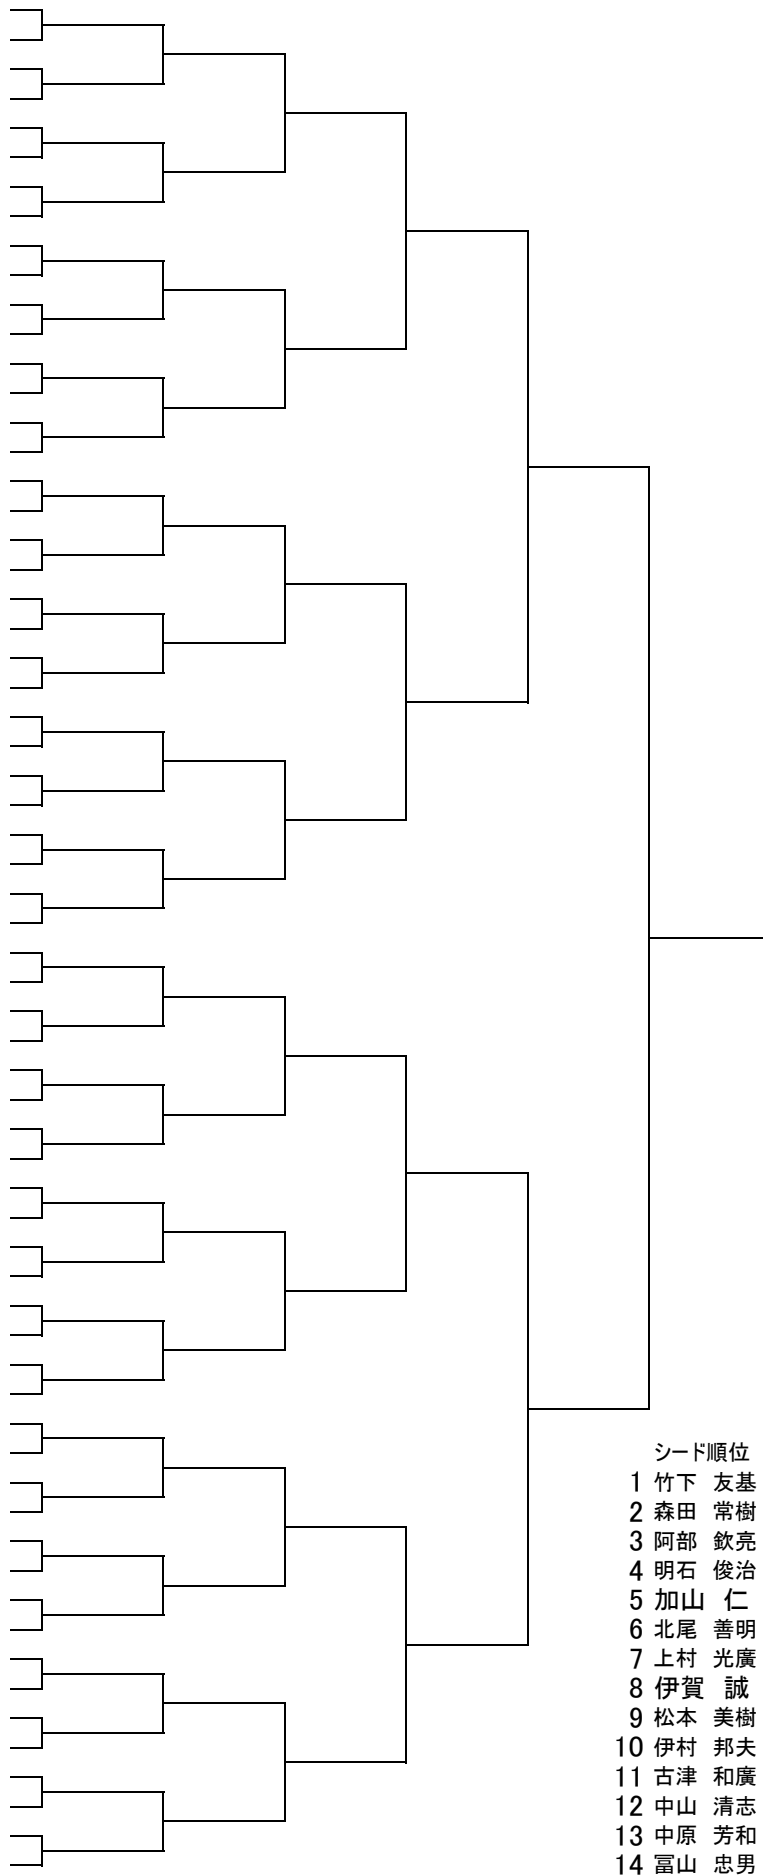 シード順位
1 竹下 友基
2 森田 常樹
3 阿部 欽亮
4 明石 俊治
5 加山 仁
6 北尾 善明
7 上村 光廣
8 伊賀 誠
9 松本 美樹
10 伊村 邦夫
11 古津 和廣
12 中山 清志
13 中原 芳和
14 冨山 忠男